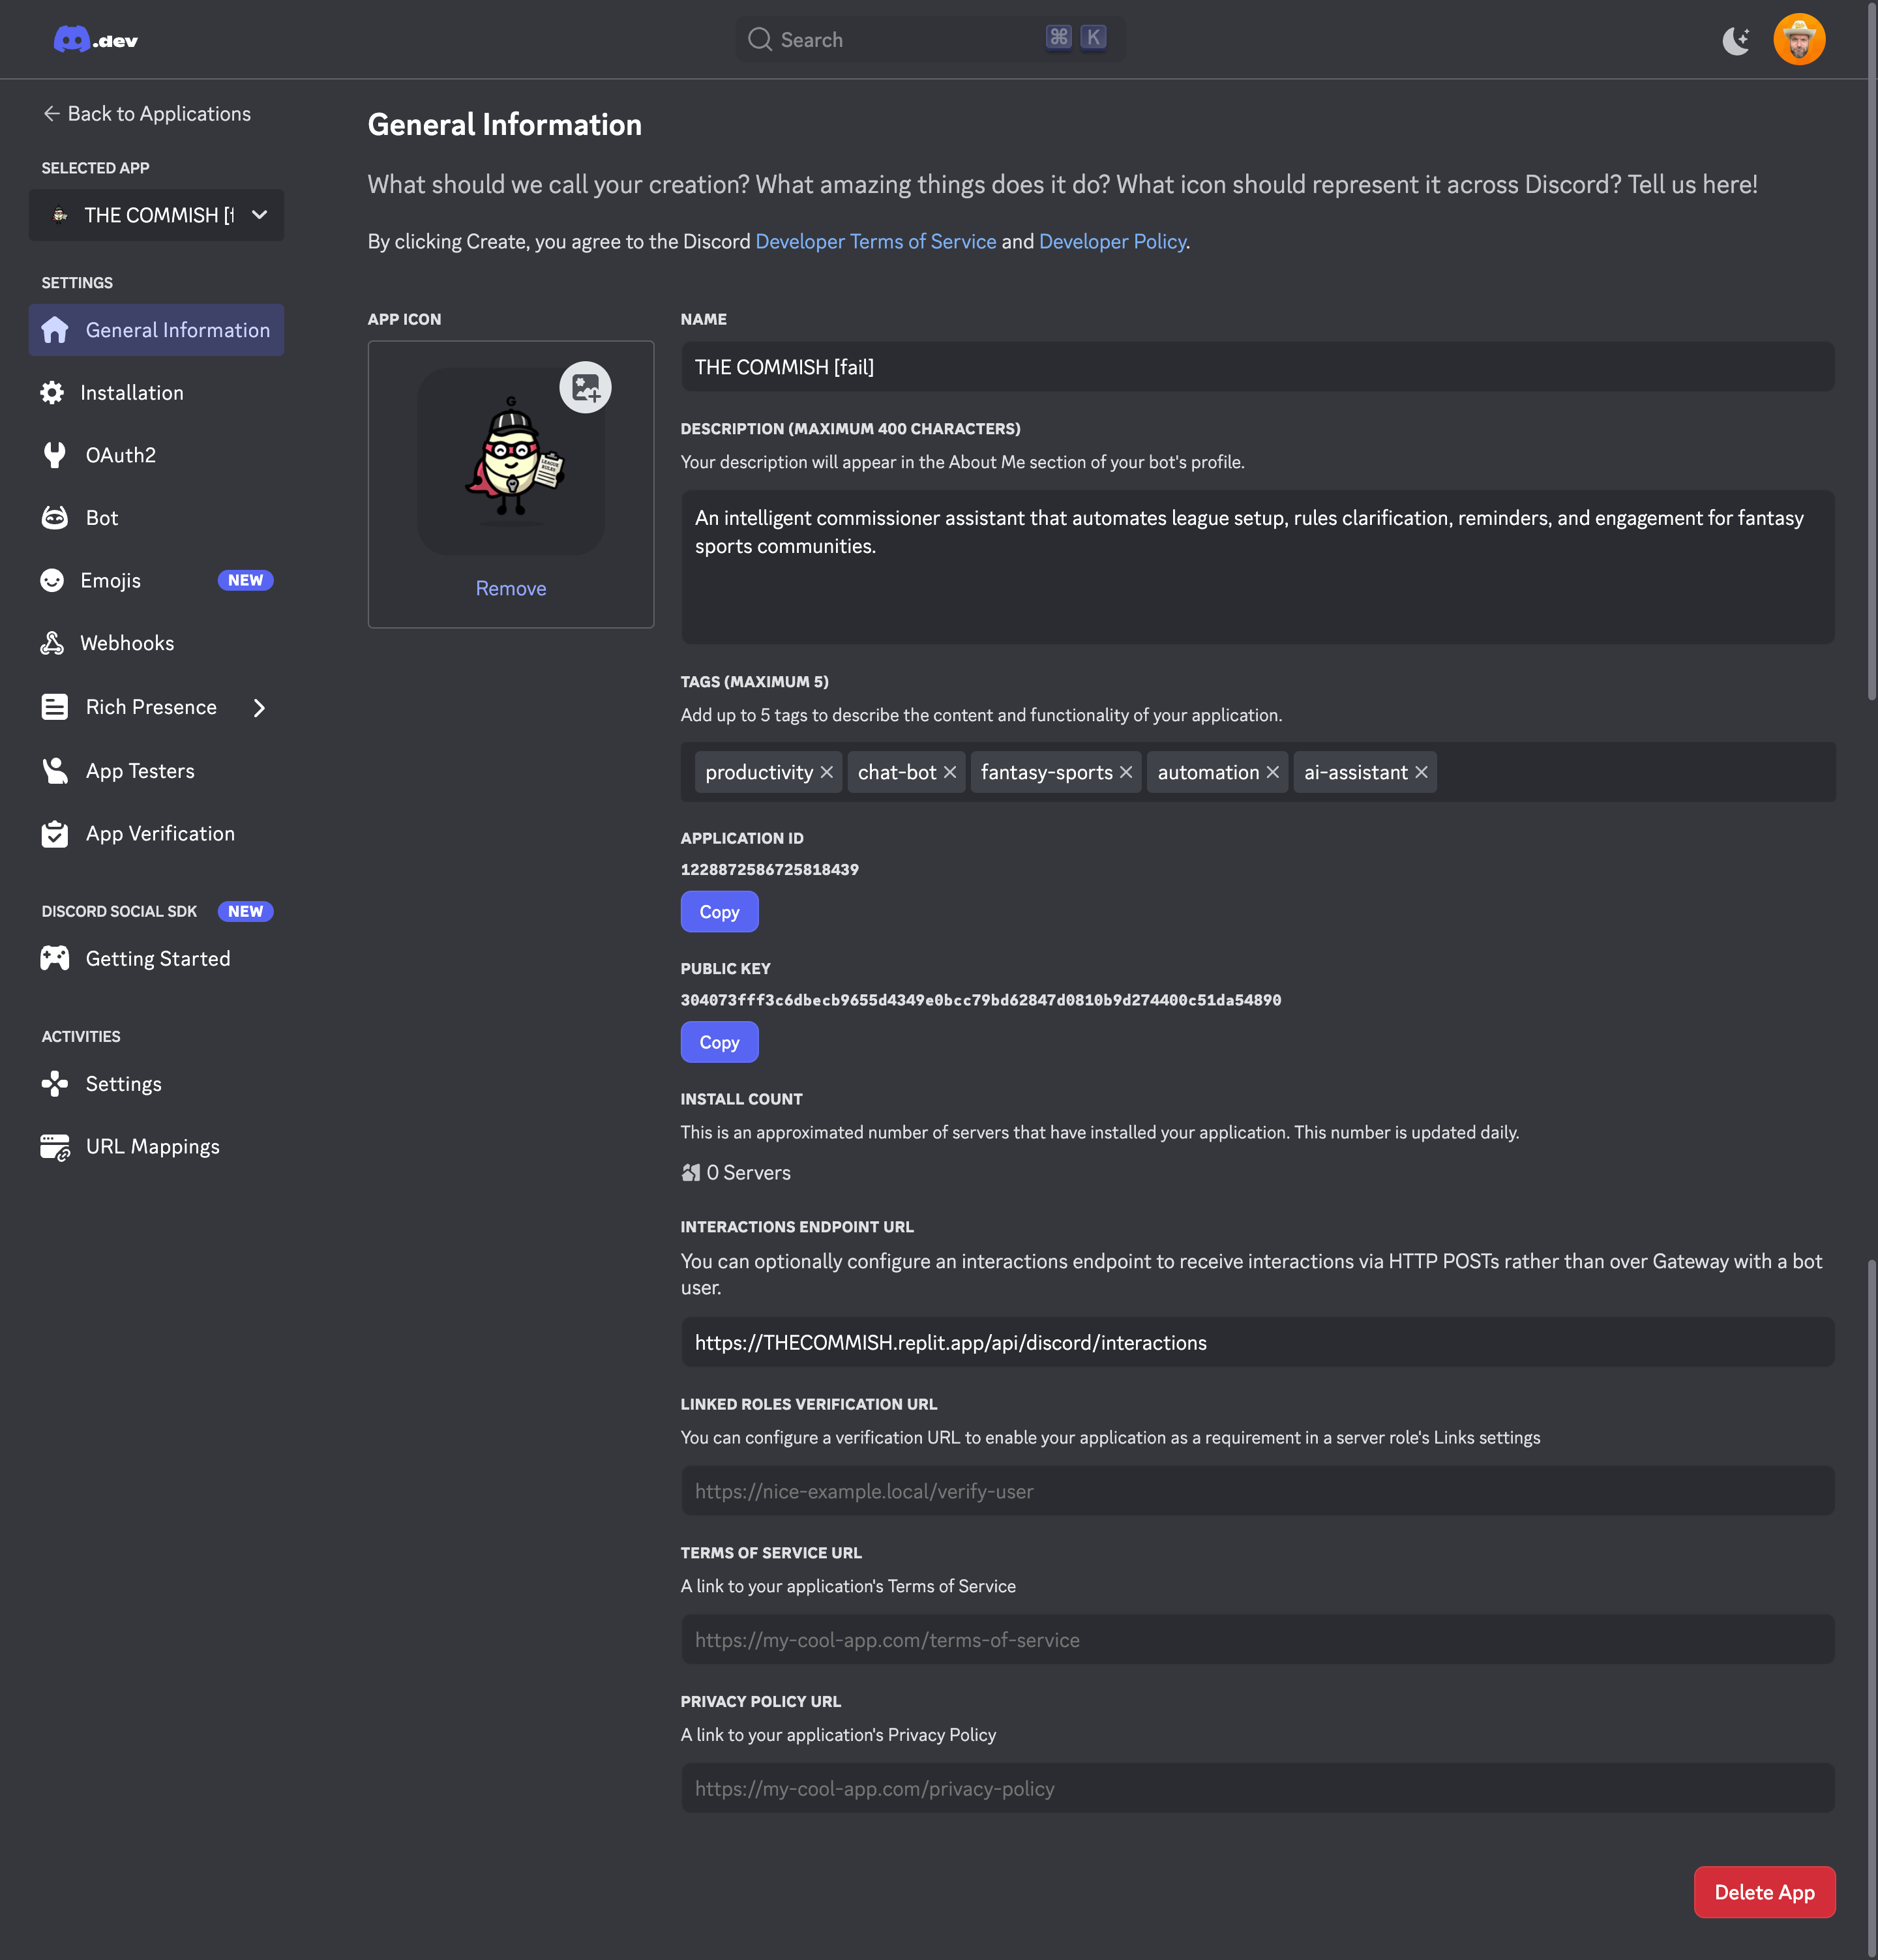 .dev
Search
⌘ K
Back to Applications
SELECTED APP
THE COMMISH [f
SETTINGS
General Information
Installation
OAuth2
Bot
Emojis NEW
Webhooks
Rich Presence
App Testers
App Verification
DISCORD SOCIAL SDK NEW
Getting Started
ACTIVITIES
Settings
URL Mappings
General Information
What should we call your creation? What amazing things does it do? What icon should represent it across Discord? Tell us here!
By clicking Create, you agree to the Discord Developer Terms of Service and Developer Policy.
APP ICON
G
LEAGUE
RULES
Remove
NAME
THE COMMISH [fail]
DESCRIPTION (MAXIMUM 400 CHARACTERS)
Your description will appear in the About Me section of your bot's profile.
An intelligent commissioner assistant that automates league setup, rules clarification, reminders, and engagement for fantasy
sports communities.
TAGS (MAXIMUM 5)
Add up to 5 tags to describe the content and functionality of your application.
productivity chat-bot fantasy-sports automation ai-assistant
APPLICATION ID
1228872586725818439
Copy
PUBLIC KEY
304073fff3c6dbecb9655d4349e0bcc79bd62847d0810b9d274400c51da54890
Copy
INSTALL COUNT
This is an approximated number of servers that have installed your application. This number is updated daily.
0 Servers
INTERACTIONS ENDPOINT URL
You can optionally configure an interactions endpoint to receive interactions via HTTP POSTs rather than over Gateway with a bot
user.
https://THECOMMISH.replit.app/api/discord/interactions
LINKED ROLES VERIFICATION URL
You can configure a verification URL to enable your application as a requirement in a server role's Links settings
https://nice-example.local/verify-user
TERMS OF SERVICE URL
A link to your application's Terms of Service
https://my-cool-app.com/terms-of-service
PRIVACY POLICY URL
A link to your application's Privacy Policy
https://my-cool-app.com/privacy-policy
Delete App